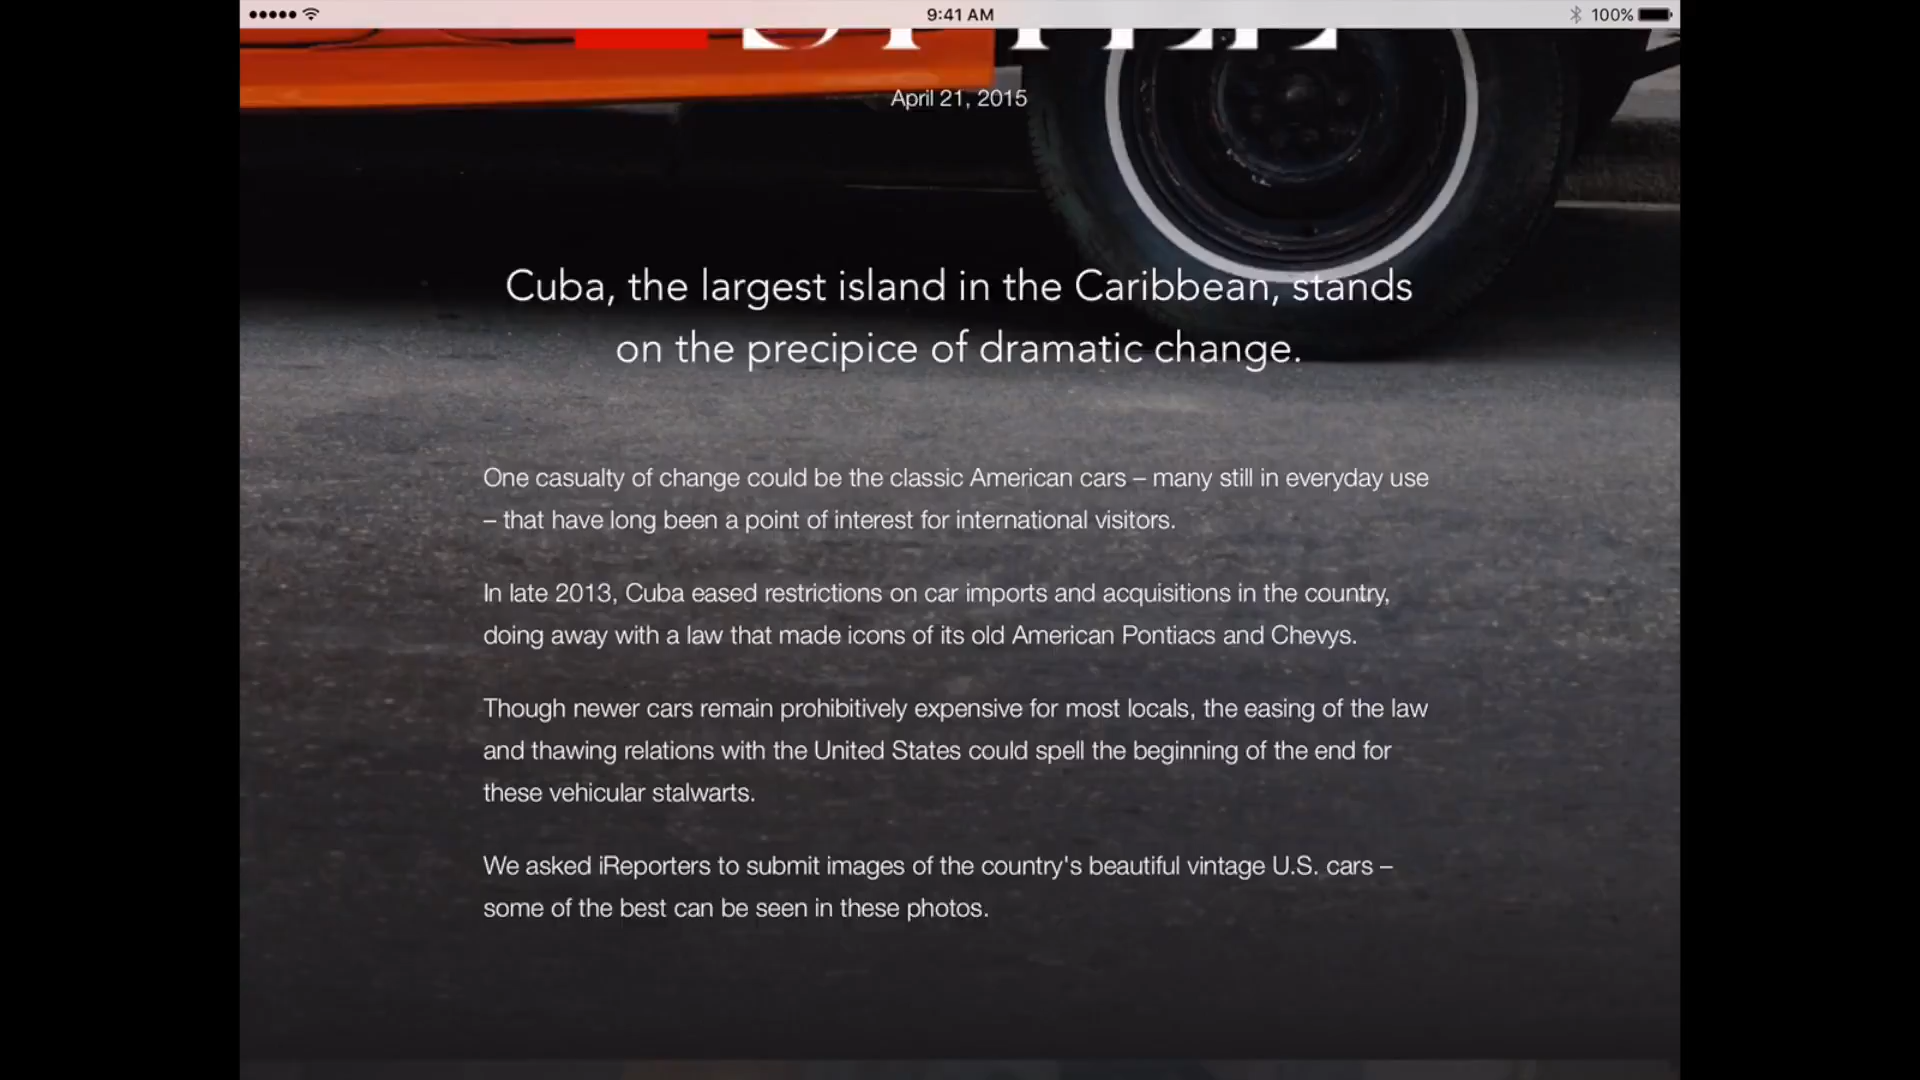 9:41 AM
100%
STYLE
April 21, 2015
Cuba, the largest island in the Caribbean, stands
on the precipice of dramatic change.
One casualty of change could be the classic American cars – many still in everyday use
– that have long been a point of interest for international visitors.
In late 2013, Cuba eased restrictions on car imports and acquisitions in the country,
doing away with a law that made icons of its old American Pontiacs and Chevys.
Though newer cars remain prohibitively expensive for most locals, the easing of the law
and thawing relations with the United States could spell the beginning of the end for
these vehicular stalwarts.
We asked iReporters to submit images of the country's beautiful vintage U.S. cars –
some of the best can be seen in these photos.